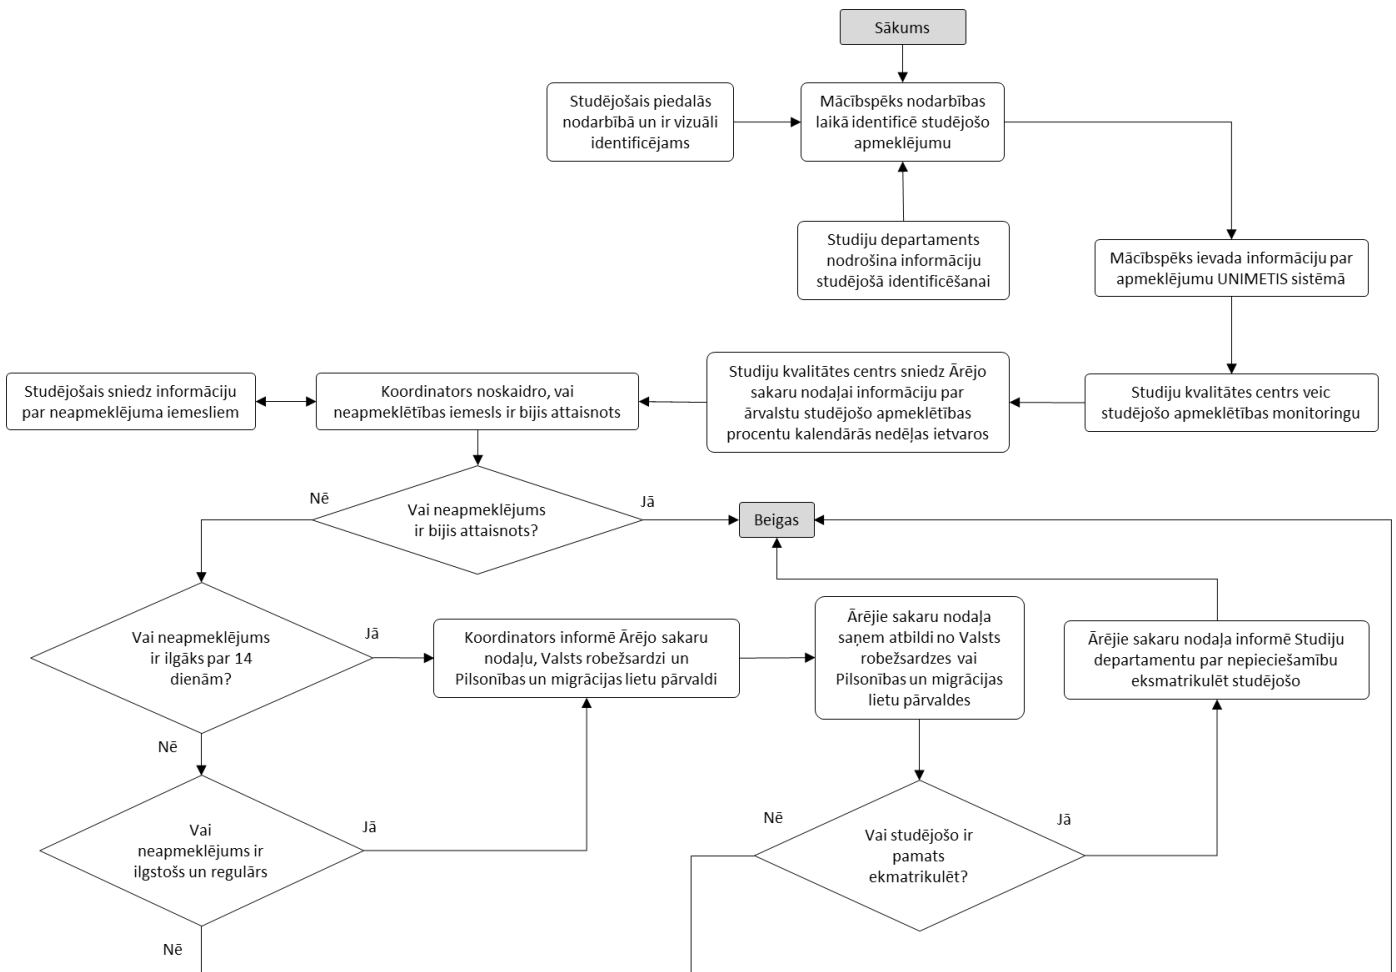 Sākums
Studējošais piedalās
nodarbībā un ir vizuāli
identificējams
Mācībspēks nodarbības
laikā identificē studējošo
apmeklējumu
Studiju departaments
nodrošina informāciju
studējošā identificēšanai
Mācībspēks ievada informāciju par
apmeklējumu UNIMETIS sistēmā
Studējošais sniedz informāciju
par neapmeklējuma iemesliem
Koordinators noskaidro, vai
neapmeklētības iemesls ir bijis attaisnots
Studiju kvalitātes centrs sniedz Ārējo
sakaru nodaļai informāciju par
ārvalstu studējošo apmeklētības
procentu kalendārās nedēļas ietvaros
Studiju kvalitātes centrs veic
studējošo apmeklētības monitoringu
Nē
Vai neapmeklējums
ir bijis attaisnots?
Jā
Beigas
Vai neapmeklējums
ir ilgāks par 14
dienām?
Jā
Koordinators informē Ārējo sakaru
nodaļu, Valsts robežsardzi un
Pilsonības un migrācijas lietu pārvaldi
Ārējie sakaru nodaļa
saņem atbildi no Valsts
robežsardzes vai
Pilsonības un migrācijas
lietu pārvaldes
Ārējie sakaru nodaļa informē Studiju
departamentu par nepieciešamību
eksmatrikulēt studējošo
Nē
Vai
neapmeklējums ir
ilgstošs un regulārs
Jā
Nē
Vai studējošo ir
pamats
ekmatrikulēt?
Jā
Nē